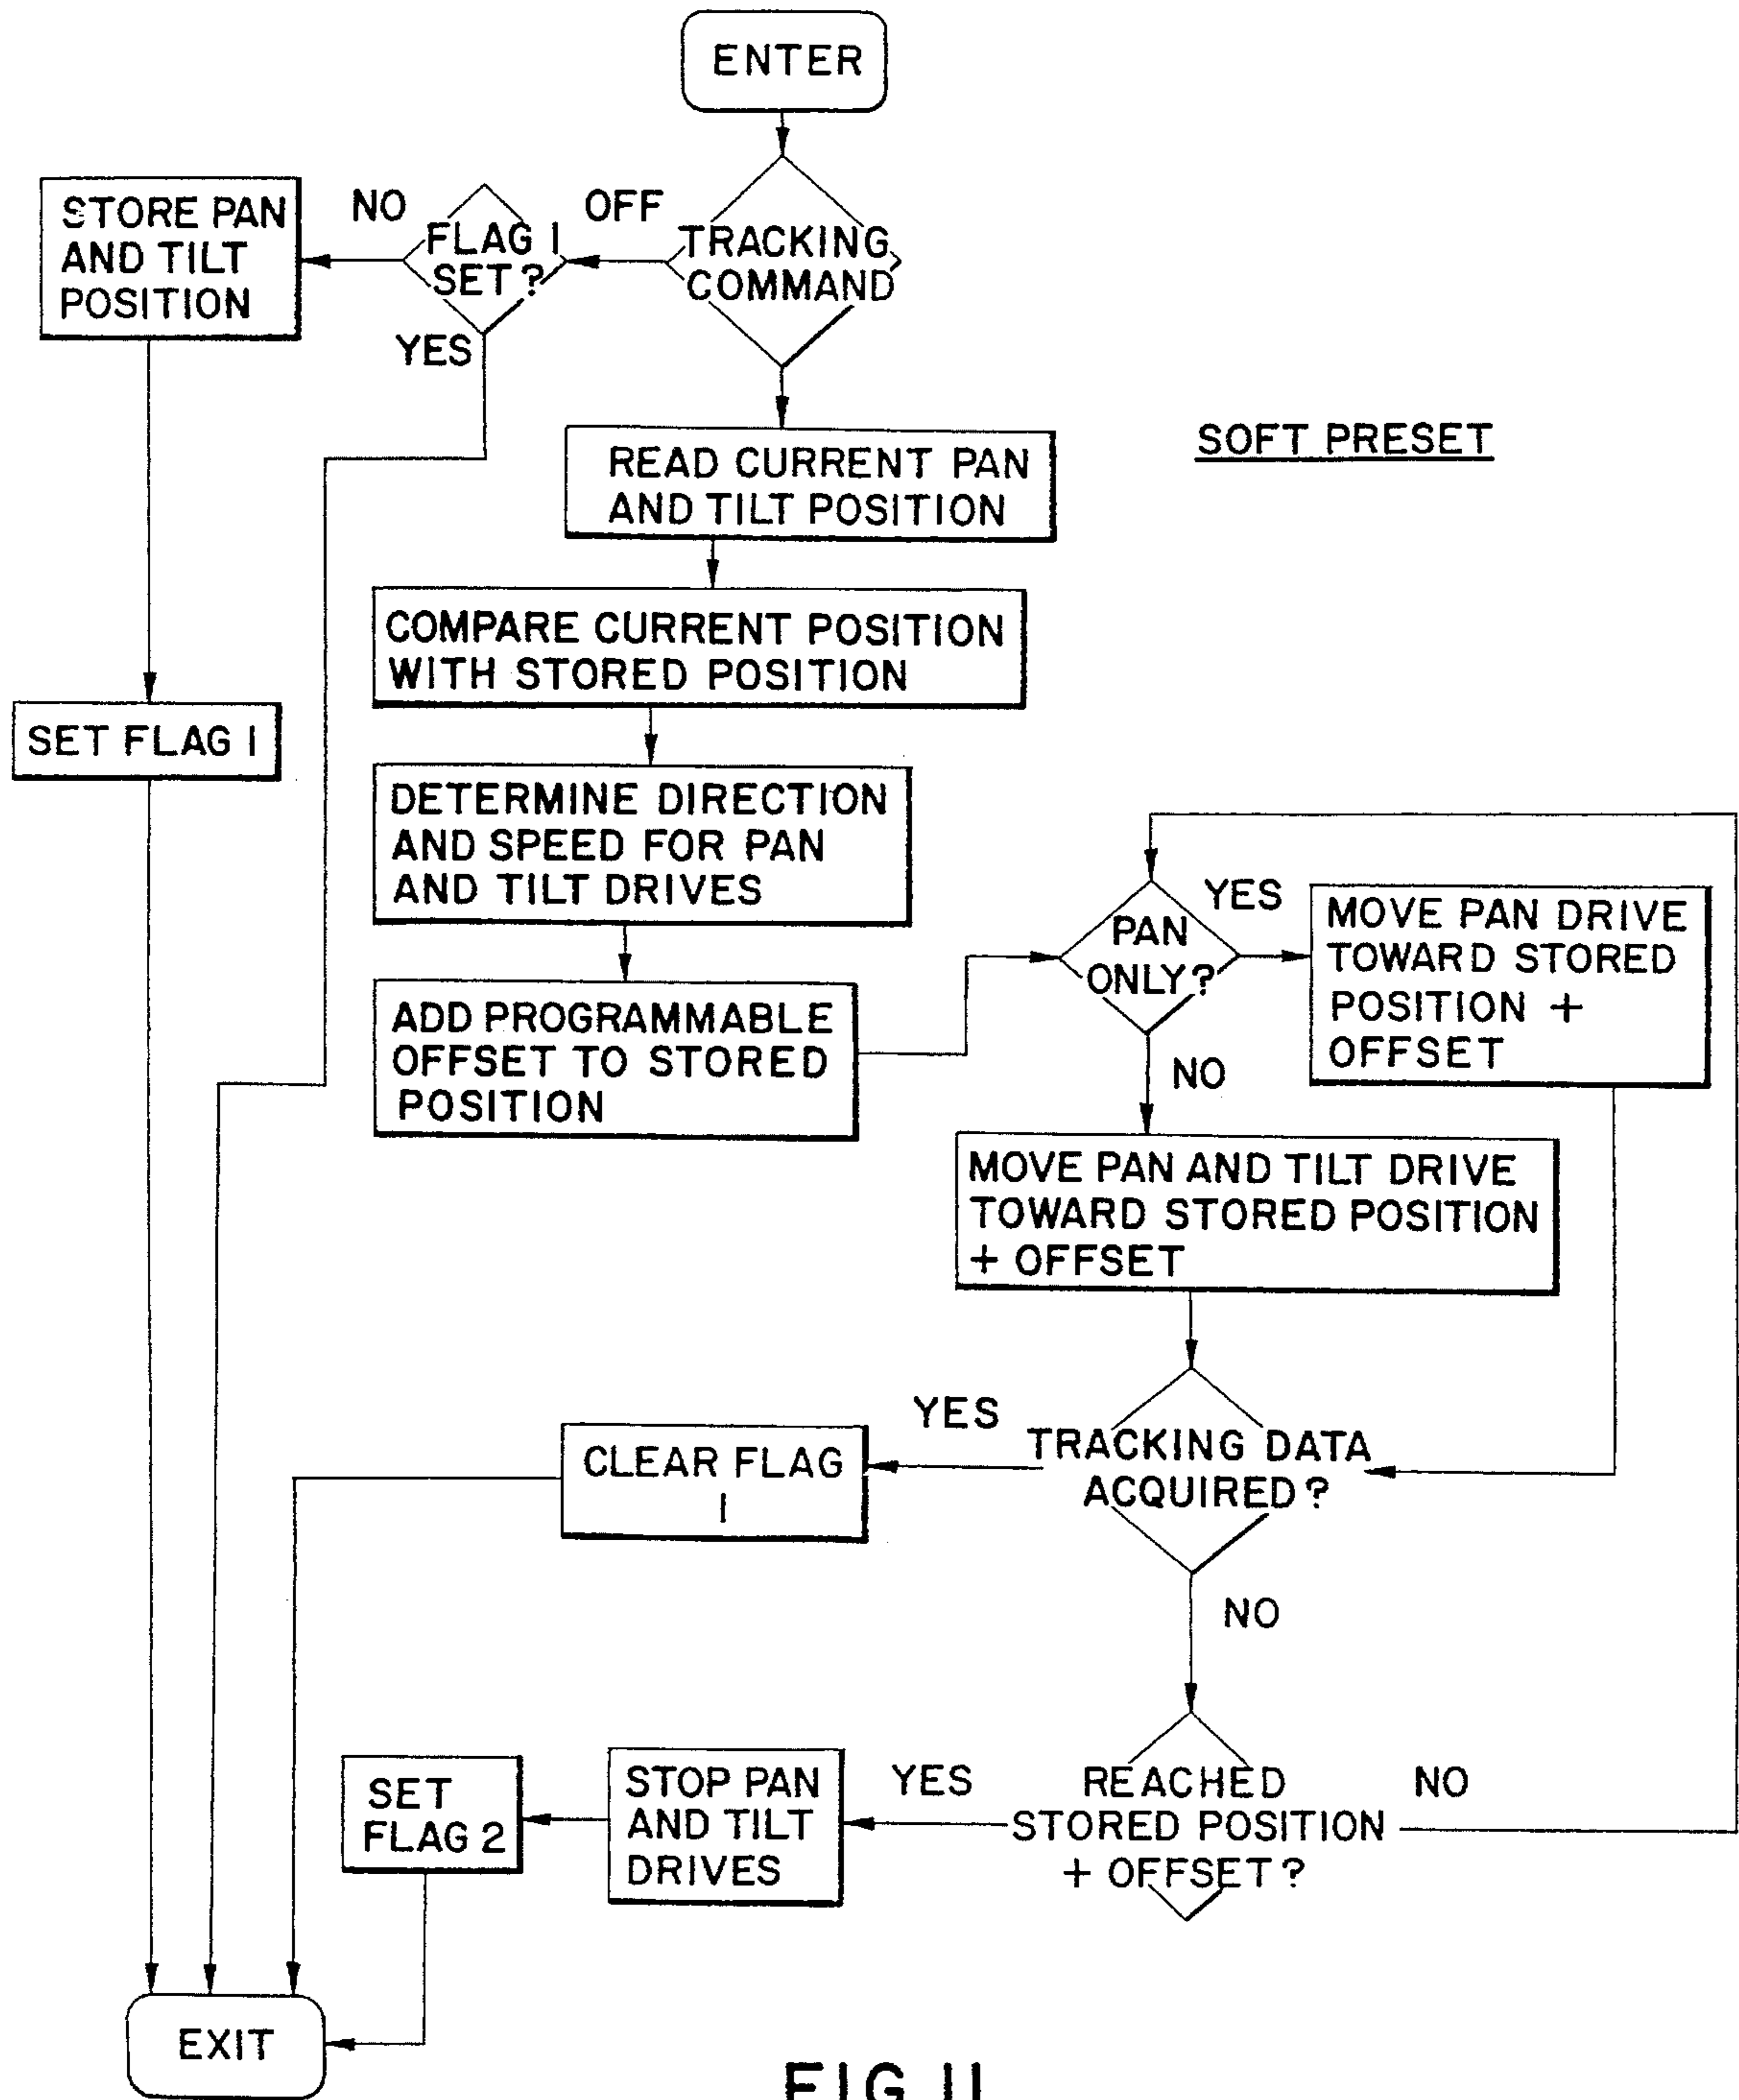 ENTER
STORE PAN
AND TILT
POSITION
NO
FLAG 1
SET?
YES
OFF
TRACKING
COMMAND
READ CURRENT PAN
AND TILT POSITION
SOFT PRESET
COMPARE CURRENT POSITION
WITH STORED POSITION
SET FLAG 1
DETERMINE DIRECTION
AND SPEED FOR PAN
AND TILT DRIVES
ADD PROGRAMMABLE
OFFSET TO STORED
POSITION
PAN
ONLY?
YES
MOVE PAN DRIVE
TOWARD STORED
POSITION +
OFFSET
NO
MOVE PAN AND TILT DRIVE
TOWARD STORED POSITION
+ OFFSET
TRACKING DATA
ACQUIRED?
YES
CLEAR FLAG
1
NO
REACHED
STORED POSITION
+ OFFSET?
NO
YES
STOP PAN
AND TILT
DRIVES
SET
FLAG 2
EXIT
FIG. 11